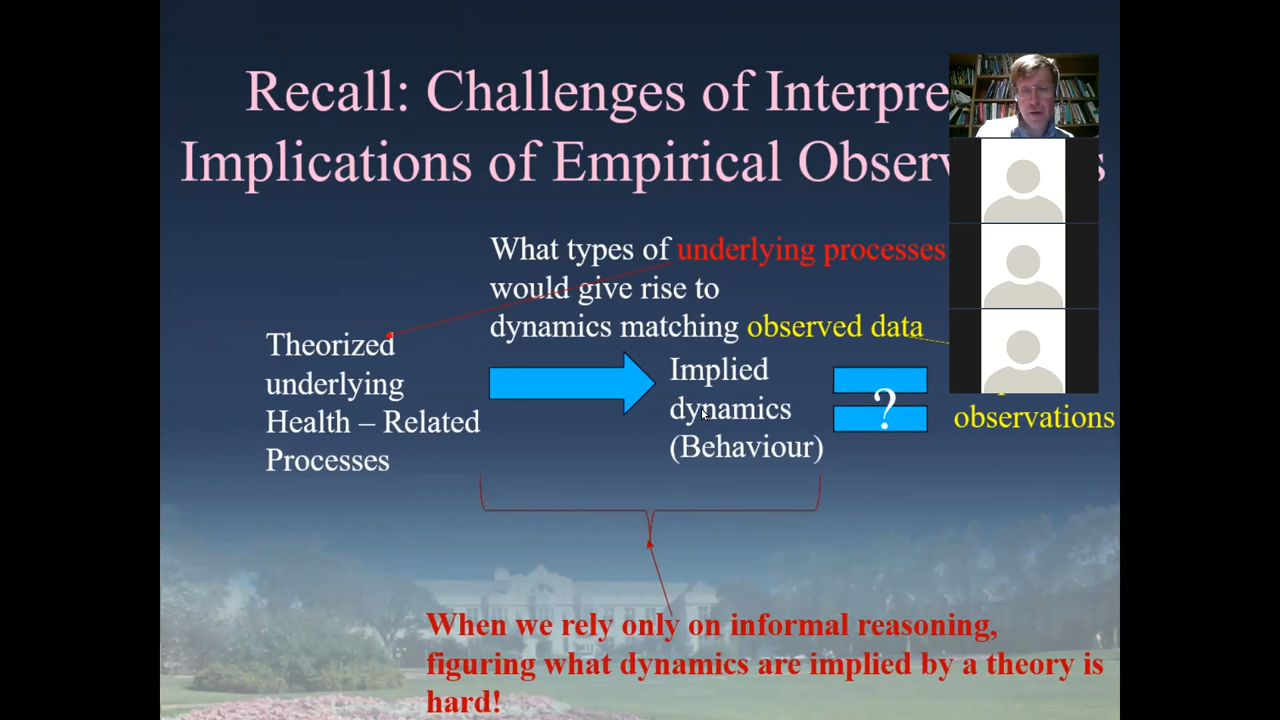 Recall: Challenges of
Implications of Empirical
What types of underlying processes
would give rise to
dynamics matching observed data
Theorized
underlying
Health – Related
Processes
Implied
dynamics
(Behaviour)
?
observations
When we rely only on informal reasoning,
figuring what dynamics are implied by a theory is
hard!